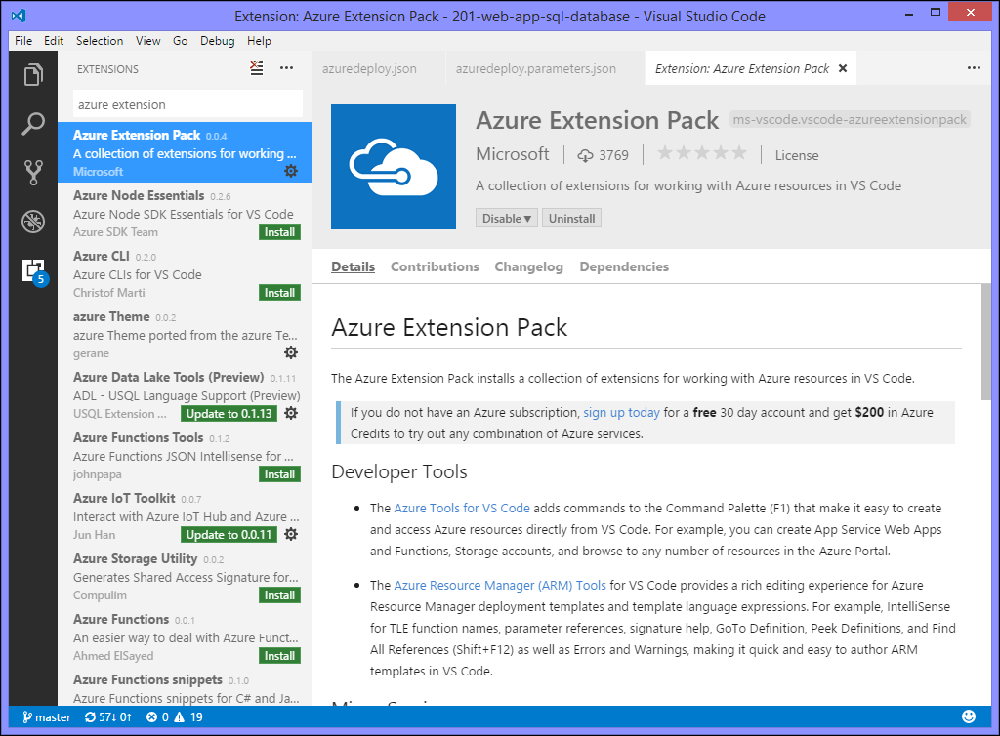 Extension: Azure Extension Pack - 201-web-app-sql-database - Visual Studio Code
File Edit Selection View Go Debug Help
EXTENSIONS
azure extension
Azure Extension Pack 0.0.4
A collection of extensions for working ...
Microsoft
Azure Node Essentials 0.2.6
Azure Node SDK Essentials for VS Code
Azure SDK Team Install
Azure CLI 0.2.0
Azure CLIs for VS Code
Christof Marti Install
azure Theme 0.0.2
azure Theme ported from the azure Te...
gerane
Azure Data Lake Tools (Preview) 0.1.11
ADL - USQL Language Support (Preview)
USQL Extension ... Update to 0.1.13
Azure Functions Tools 0.1.2
Azure Functions JSON Intellisense for ...
johnpapa Install
Azure IoT Toolkit 0.0.7
Interact with Azure IoT Hub and Azure ...
Jun Han Update to 0.0.11
Azure Storage Utility 0.0.2
Generates Shared Access Signature for...
Compulim Install
Azure Functions 0.0.1
An easier way to deal with Azure Funct...
Ahmed ElSayed Install
Azure Functions snippets 0.1.0
Azure Functions snippets for C# and Ja...
5
azuredeploy.json azuredeploy.parameters.json Extension: Azure Extension Pack
Azure Extension Pack ms-vscode.vscode-azureextensionpack
Microsoft 3769 License
A collection of extensions for working with Azure resources in VS Code
Disable Uninstall
Details Contributions Changelog Dependencies
Azure Extension Pack
The Azure Extension Pack installs a collection of extensions for working with Azure resources in VS Code.
If you do not have an Azure subscription, sign up today for a free 30 day account and get $200 in Azure
Credits to try out any combination of Azure services.
Developer Tools
• The Azure Tools for VS Code adds commands to the Command Palette (F1) that make it easy to create
and access Azure resources directly from VS Code. For example, you can create App Service Web Apps
and Functions, Storage accounts, and browse to any number of resources in the Azure Portal.
• The Azure Resource Manager (ARM) Tools for VS Code provides a rich editing experience for Azure
Resource Manager deployment templates and template language expressions. For example, IntelliSense
for TLE function names, parameter references, signature help, GoTo Definition, Peek Definitions, and Find
All References (Shift+F12) as well as Errors and Warnings, making it quick and easy to author ARM
templates in VS Code.
master 57↓ 0↑ 0 19